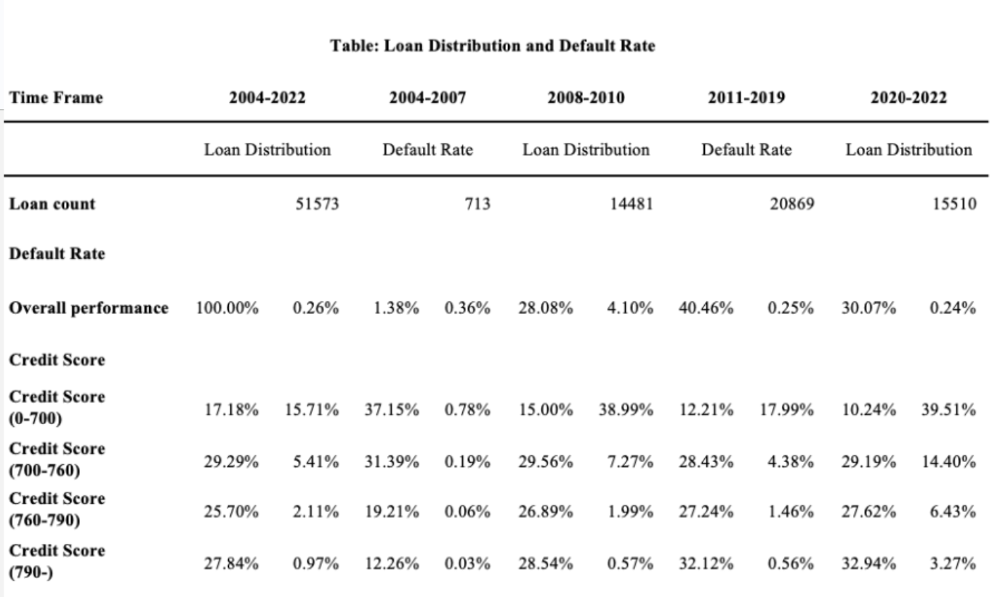 Table: Loan Distribution and Default Rate
Time Frame 2004-2022 2004-2007 2008-2010 2011-2019 2020-2022
Loan Distribution Default Rate Loan Distribution Default Rate Loan Distribution
Loan count 51573 713 14481 20869 15510
Default Rate
Overall performance 100.00% 0.26% 1.38% 0.36% 28.08% 4.10% 40.46% 0.25% 30.07% 0.24%
Credit Score
Credit Score
(0-700) 17.18% 15.71% 37.15% 0.78% 15.00% 38.99% 12.21% 17.99% 10.24% 39.51%
Credit Score
(700-760) 29.29% 5.41% 31.39% 0.19% 29.56% 7.27% 28.43% 4.38% 29.19% 14.40%
Credit Score
(760-790) 25.70% 2.11% 19.21% 0.06% 26.89% 1.99% 27.24% 1.46% 27.62% 6.43%
Credit Score
(790-) 27.84% 0.97% 12.26% 0.03% 28.54% 0.57% 32.12% 0.56% 32.94% 3.27%